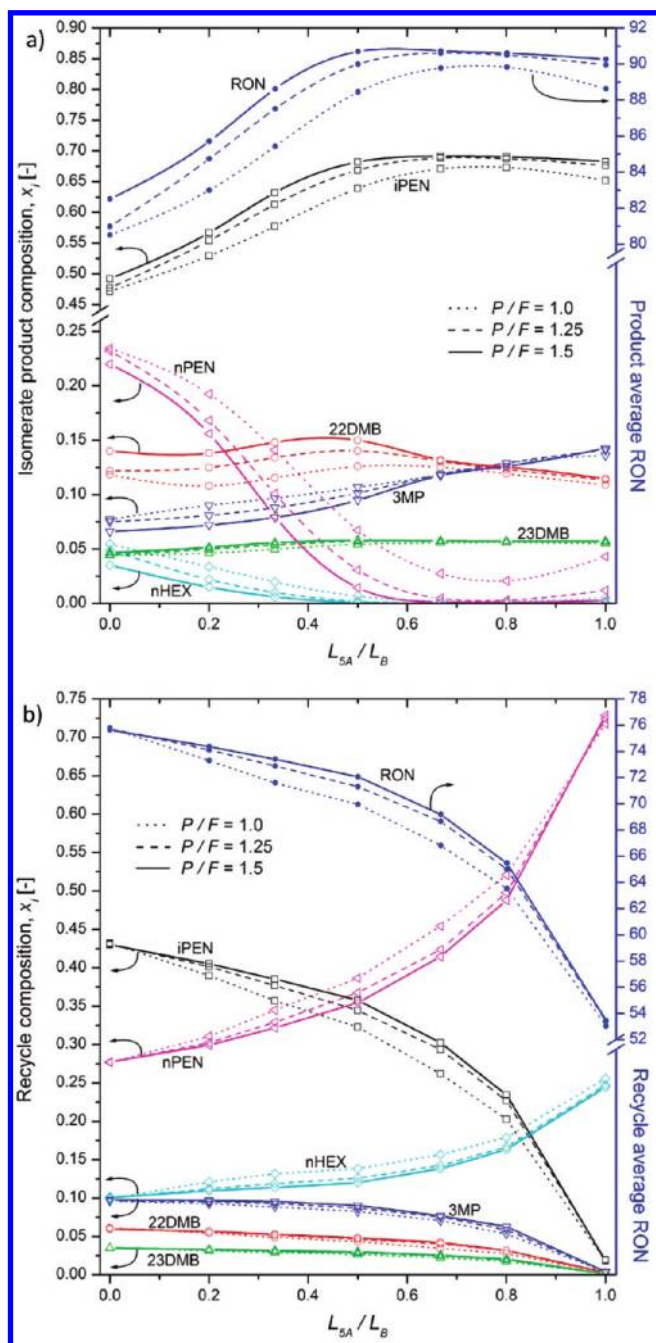 a)
0.90
0.85
0.80
0.75
0.70
0.65
0.60
0.55
0.50
0.45
0.25
0.20
0.15
0.10
0.05
0.00
Isomerate product composition, x_i [-]
RON
iPEN
P / F = 1.0
P / F = 1.25
P / F = 1.5
nPEN
22DMB
3MP
23DMB
nHEX
92
90
88
86
84
82
80
Product average RON
0.0 0.2 0.4 0.6 0.8 1.0
L_5A / L_B
b)
0.75
0.70
0.65
0.60
0.55
0.50
0.45
0.40
0.35
0.30
0.25
0.20
0.15
0.10
0.05
0.00
Recycle composition, x_i [-]
RON
P / F = 1.0
P / F = 1.25
P / F = 1.5
iPEN
nPEN
nHEX
3MP
22DMB
23DMB
78
76
74
72
70
68
66
64
62
60
59
57
56
54
53
52
Recycle average RON
0.0 0.2 0.4 0.6 0.8 1.0
L_5A / L_B